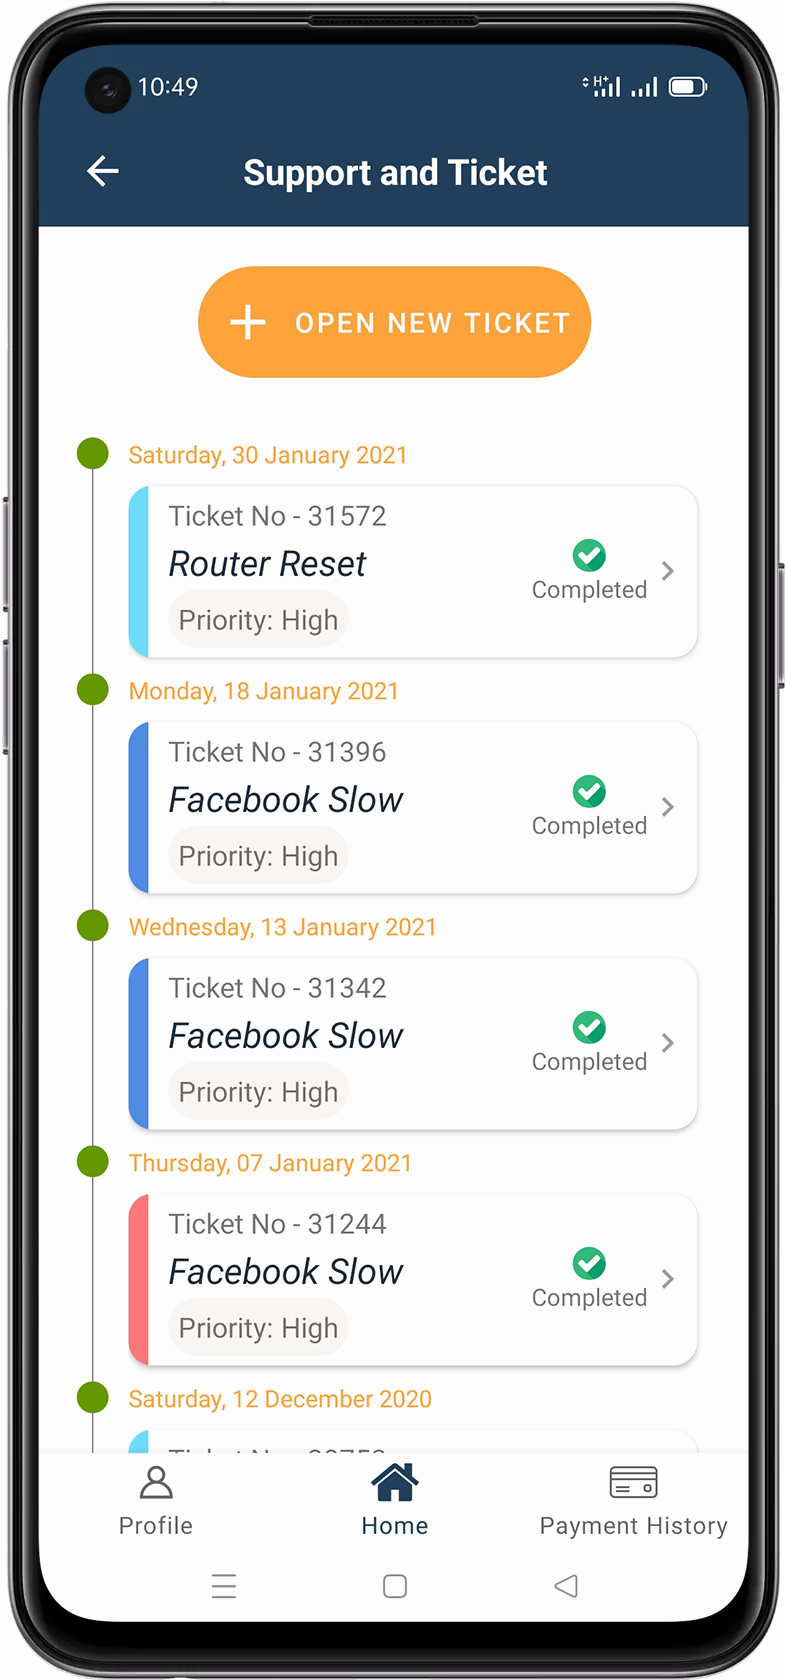 10:49
H+
Support and Ticket
OPEN NEW TICKET
Saturday, 30 January 2021
Ticket No - 31572
Router Reset
Completed
Priority: High
Monday, 18 January 2021
Ticket No - 31396
Facebook Slow
Completed
Priority: High
Wednesday, 13 January 2021
Ticket No - 31342
Facebook Slow
Completed
Priority: High
Thursday, 07 January 2021
Ticket No - 31244
Facebook Slow
Completed
Priority: High
Saturday, 12 December 2020
Ticket No -
Profile
Home
Payment History